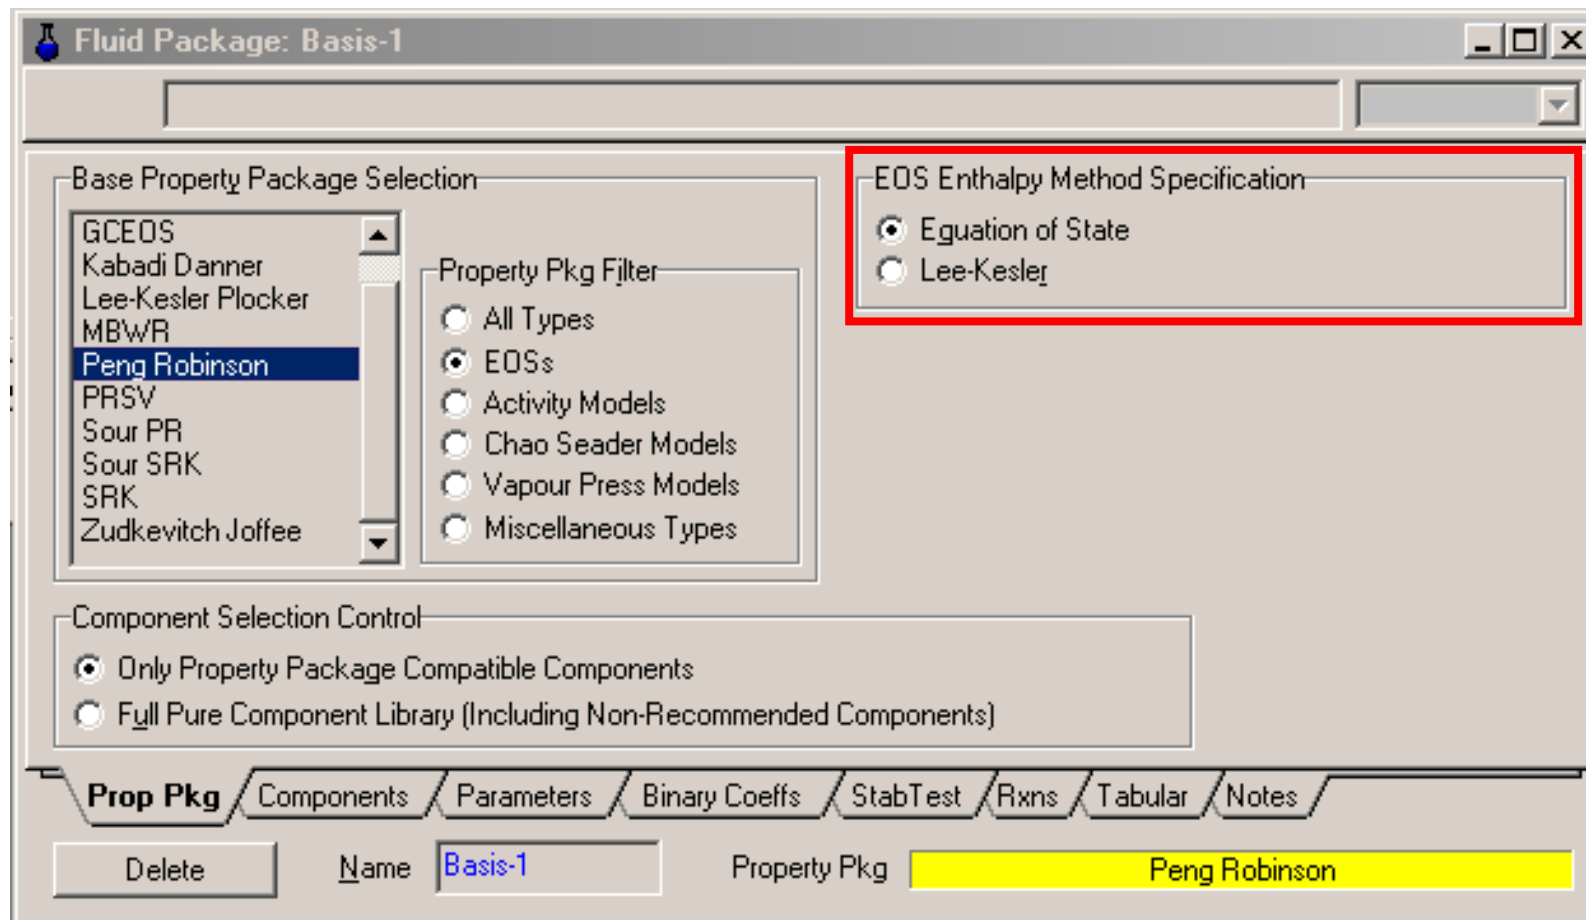 Fluid Package: Basis-1
Base Property Package Selection
GCEOS
Kabadi Danner
Lee-Kesler Plocker
MBWR
Peng Robinson
PRSV
Sour PR
Sour SRK
SRK
Zudkevitch Joffee
Property Pkg Filter
All Types
EOSs
Activity Models
Chao Seader Models
Vapour Press Models
Miscellaneous Types
EOS Enthalpy Method Specification
Equation of State
Lee-Kesler
Component Selection Control
Only Property Package Compatible Components
Full Pure Component Library (Including Non-Recommended Components)
Prop Pkg Components Parameters Binary Coeffs StabTest Rxns Tabular Notes
Delete Name Basis-1 Property Pkg Peng Robinson